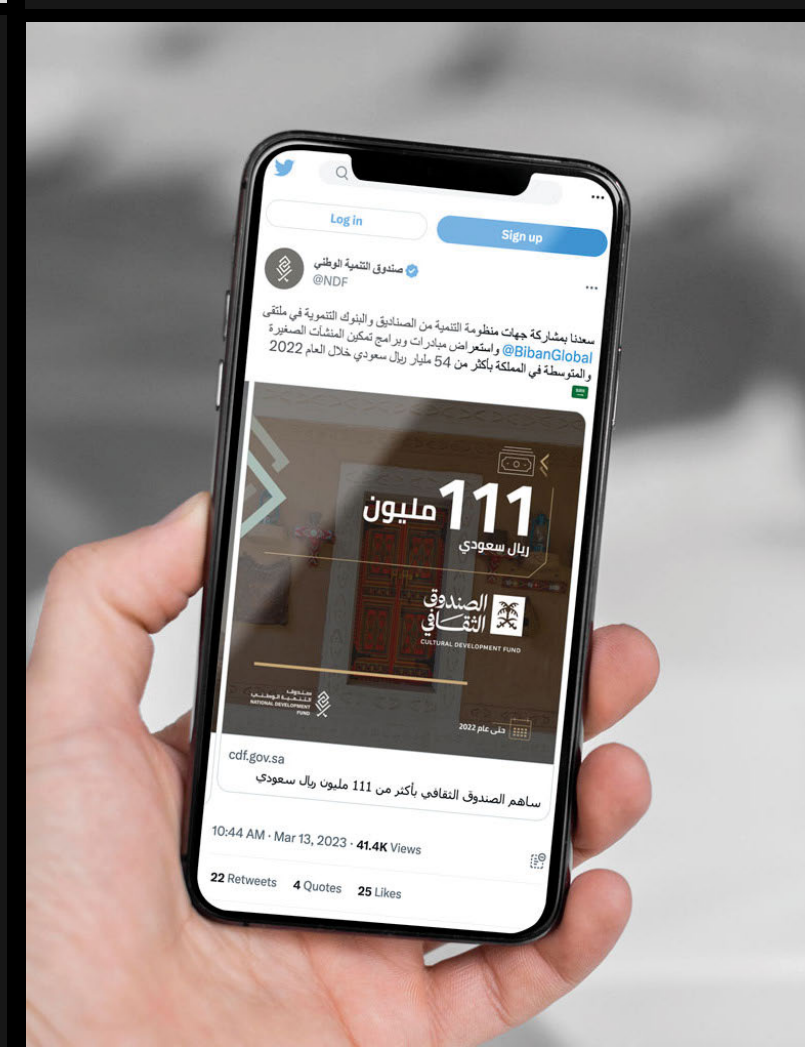 Log in
Sign up
صندوق التنمية الوطني
@NDF
سعدنا بمشاركة جهات منظومة التنمية من الصناديق والبنوك التنموية في ملتقى
@BibanGlobal واستعراض مبادرات وبرامج تمكين المنشآت الصغيرة
والمتوسطة في المملكة بأكثر من 54 مليار ريال سعودي خلال العام 2022
111 مليون
ريال سعودي
الصندوق
الثقافي
CULTURAL DEVELOPMENT FUND
صندوق
التنمية الوطني
NATIONAL DEVELOPMENT
FUND
حتى عام 2022
cdf.gov.sa
ساهم الصندوق الثقافي بأكثر من 111 مليون ريال سعودي
10:44 AM · Mar 13, 2023 · 41.4K Views
22 Retweets 4 Quotes 25 Likes